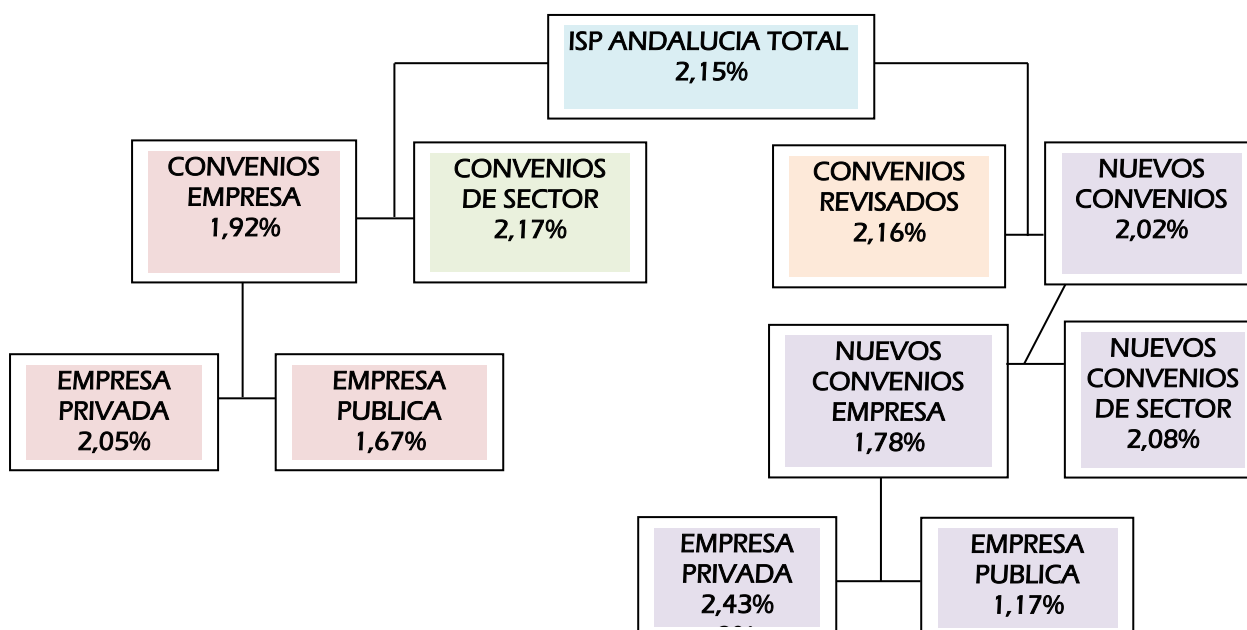 ISP ANDALUCIA TOTAL
2,15%
CONVENIOS
EMPRESA
1,92%
CONVENIOS
DE SECTOR
2,17%
CONVENIOS
REVISADOS
2,16%
NUEVOS
CONVENIOS
2,02%
EMPRESA
PRIVADA
2,05%
EMPRESA
PUBLICA
1,67%
NUEVOS
CONVENIOS
EMPRESA
1,78%
NUEVOS
CONVENIOS
DE SECTOR
2,08%
EMPRESA
PRIVADA
2,43%
EMPRESA
PUBLICA
1,17%